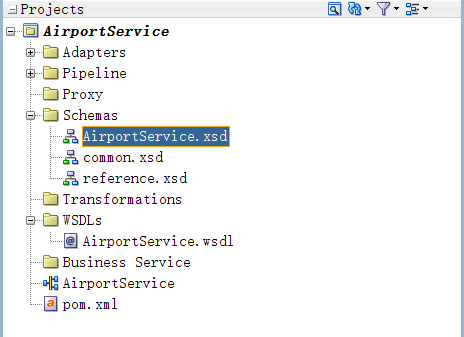 Projects
AirportService
Adapters
Pipeline
Proxy
Schemas
AirportService.xsd
common.xsd
reference.xsd
Transformations
WSDLs
AirportService.wsdl
Business Service
AirportService
pom.xml